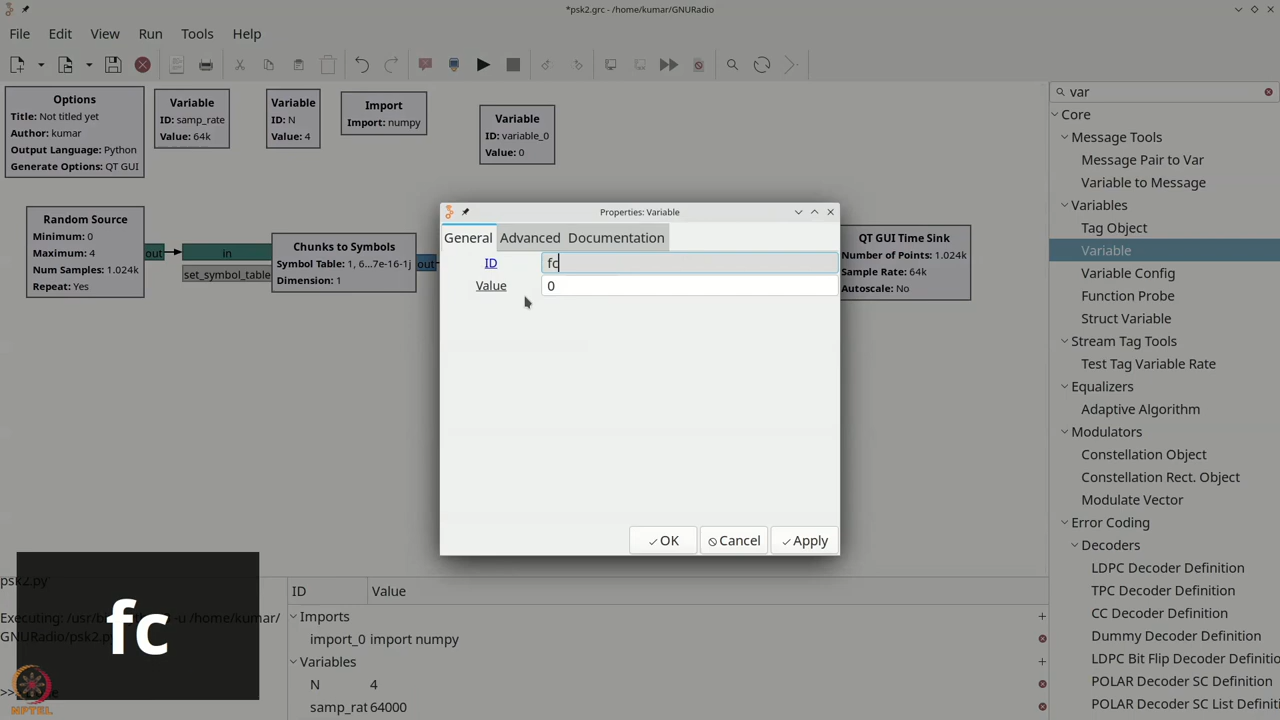 *psk2.grc - /home/kumar/GNURadio
File Edit View Run Tools Help
Options
Title: Not titled yet
Author: kumar
Output Language: Python
Generate Options: QT GUI
Variable
ID: samp_rate
Value: 64k
Variable
ID: N
Value: 4
Import
Import: numpy
Variable
ID: variable_0
Value: 0
Random Source
Minimum: 0
Maximum: 4
Num Samples: 1.024k
Repeat: Yes
out
in
set_symbol_table
Chunks to Symbols
Symbol Table: 1, 6...7e-16-1j
Dimension: 1
out
QT GUI Time Sink
Number of Points: 1.024k
Sample Rate: 64k
Autoscale: No
Properties: Variable
General Advanced Documentation
ID fc
Value 0
OK Cancel Apply
var
Core
Message Tools
Message Pair to Var
Variable to Message
Variables
Tag Object
Variable
Variable Config
Function Probe
Struct Variable
Stream Tag Tools
Test Tag Variable Rate
Equalizers
Adaptive Algorithm
Modulators
Constellation Object
Constellation Rect. Object
Modulate Vector
Error Coding
Decoders
LDPC Decoder Definition
TPC Decoder Definition
CC Decoder Definition
Dummy Decoder Definition
LDPC Bit Flip Decoder Definitio
POLAR Decoder SC Definition
POLAR Decoder SC List Definit
psk2.py
Executing: /usr/b -u /home/kumar/
GNURadio/psk2.p
>>
fc
NPTEL
ID Value
Imports
import_0 import numpy
Variables
N 4
samp_rat 64000